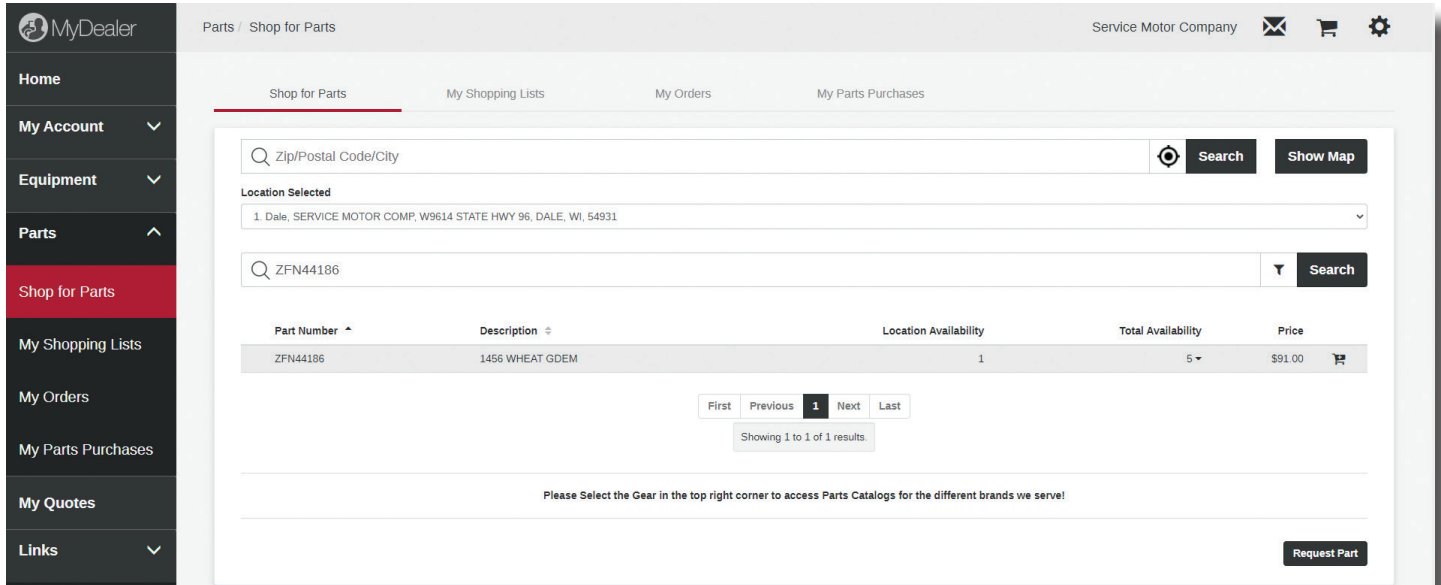 MyDealer
Parts / Shop for Parts
Service Motor Company
Home
My Account
Equipment
Parts
Shop for Parts
My Shopping Lists
My Orders
My Parts Purchases
My Quotes
Links
Shop for Parts My Shopping Lists My Orders My Parts Purchases
Zip/Postal Code/City
Search
Show Map
Location Selected
1. Dale, SERVICE MOTOR COMP, W9614 STATE HWY 96, DALE, WI, 54931
ZFN44186
Search
Part Number Description Location Availability Total Availability Price
ZFN44186 1456 WHEAT GDEM 1 5 $91.00
First Previous 1 Next Last
Showing 1 to 1 of 1 results.
Please Select the Gear in the top right corner to access Parts Catalogs for the different brands we serve!
Request Part